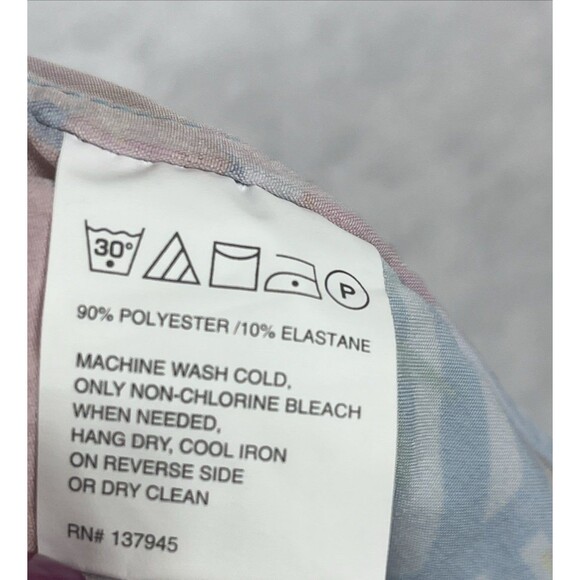 30° P
90% POLYESTER /10% ELASTANE
MACHINE WASH COLD,
ONLY NON-CHLORINE BLEACH
WHEN NEEDED,
HANG DRY, COOL IRON
ON REVERSE SIDE
OR DRY CLEAN
RN# 137945